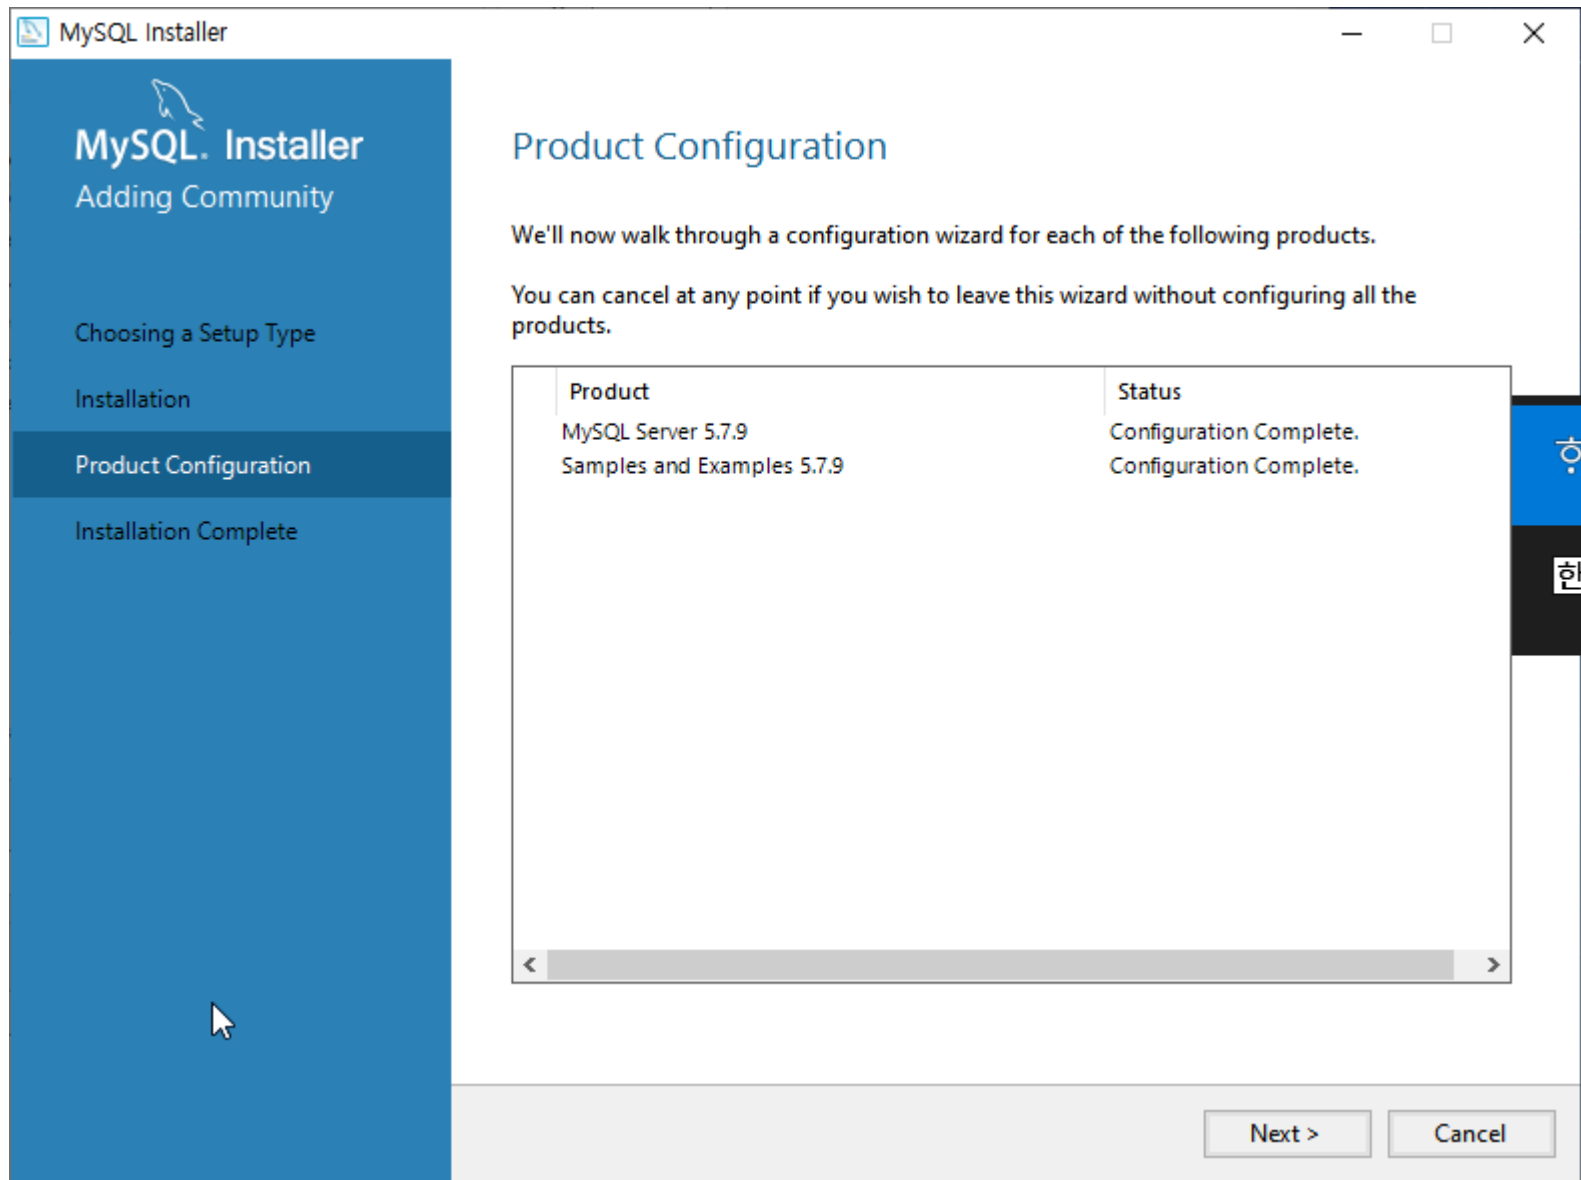 MySQL Installer
MySQL. Installer
Adding Community
Choosing a Setup Type
Installation
Product Configuration
Installation Complete
Product Configuration
We'll now walk through a configuration wizard for each of the following products.
You can cancel at any point if you wish to leave this wizard without configuring all the
products.
Product Status
MySQL Server 5.7.9 Configuration Complete.
Samples and Examples 5.7.9 Configuration Complete.
한
Next > Cancel